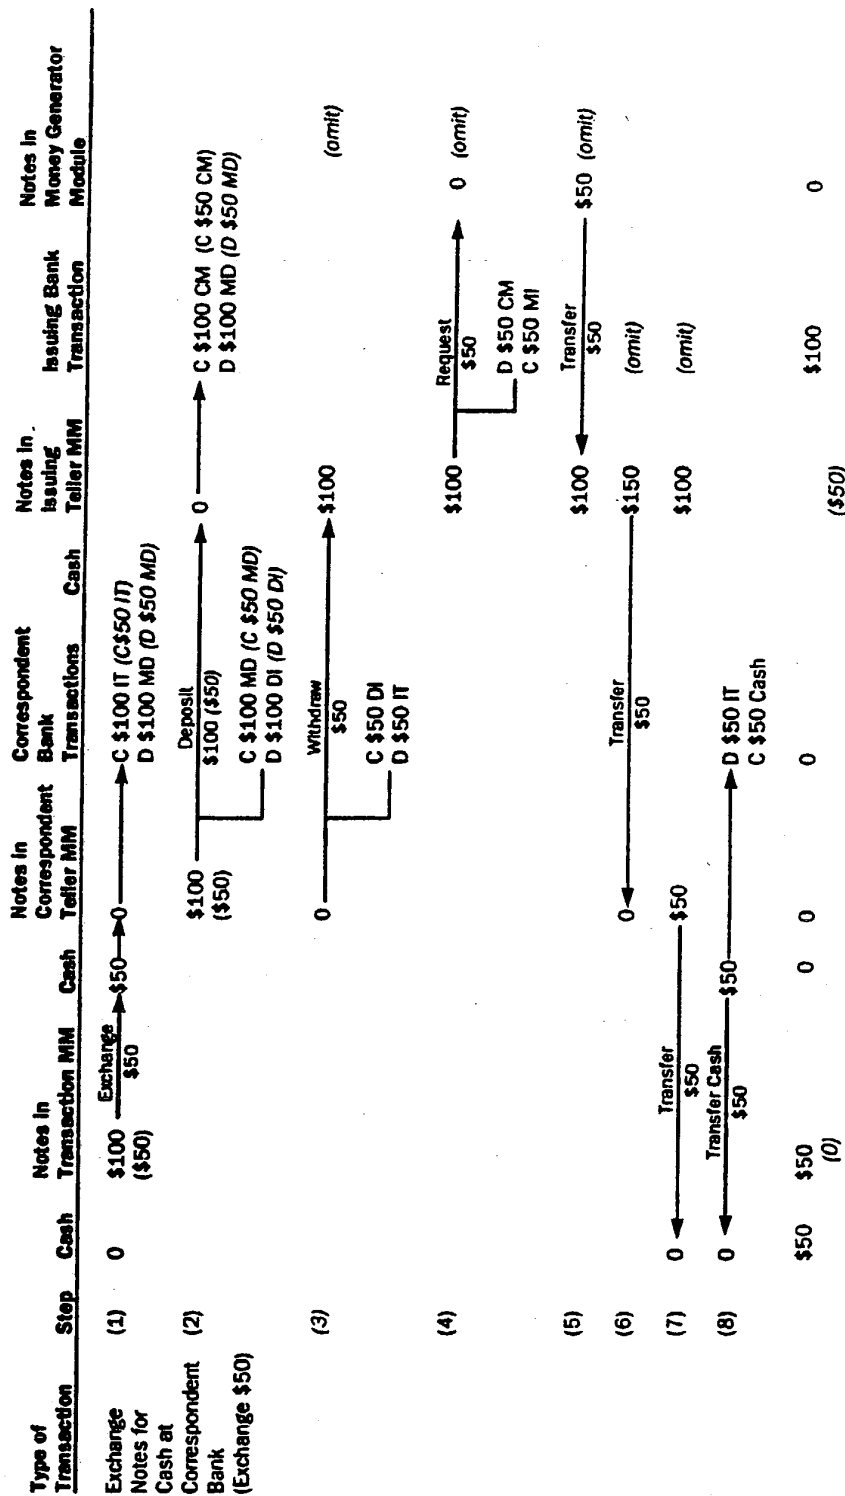 Type of Transaction
Step
Cash
Notes in Transaction MM
Cash
Notes in Correspondent Teller MM
Correspondent Bank Transactions
Cash
Notes in Issuing Teller MM
Issuing Bank Transaction
Notes in Money Generator Module
Exchange
Notes for
Cash at
Correspondent
Bank
(Exchange $50)
(1)
0
$100
($50)
Exchange
$50
$50
0
C $100 IT (C$50 IT)
D $100 MD (D $50 MD)
(2)
$100
($50)
Deposit
$100 ($50)
C $100 MD (C $50 MD)
D $100 DI (D $50 DI)
0
C $100 CM (C $50 CM)
D $100 MD (D $50 MD)
(3)
0
Withdraw
$50
C $50 DI
D $50 IT
$100
(omit)
(4)
$100
Request
$50
D $50 CM
C $50 MI
0 (omit)
(5)
$100
Transfer
$50
$50 (omit)
(6)
0
Transfer
$50
$150
(omit)
(7)
0
Transfer
$50
$50
$100
(omit)
(8)
0
Transfer Cash
$50
$50
D $50 IT
C $50 Cash
$50
$50
(0)
0
0
0
($50)
$100
0